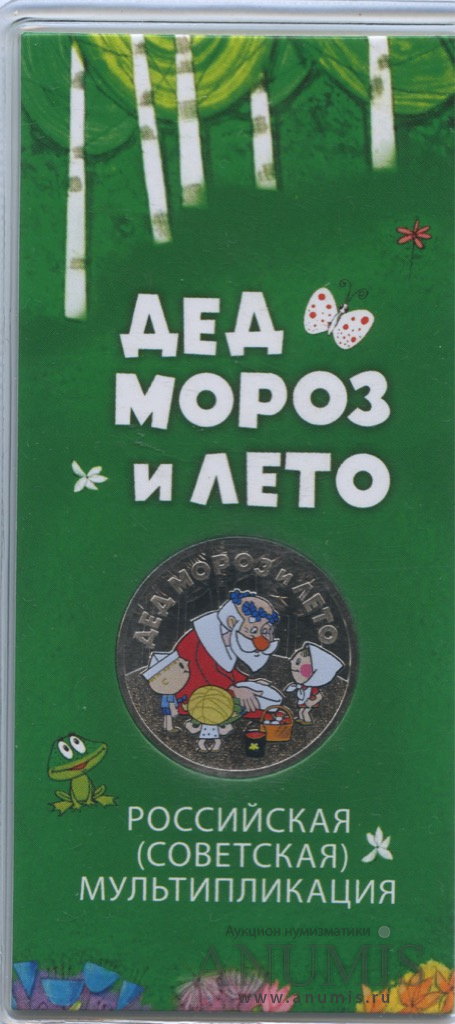 ДЕД
МОРОЗ
И ЛЕТО
ДЕД МОРОЗ и ЛЕТО
РОССИЙСКАЯ
(СОВЕТСКАЯ)
МУЛЬТИПЛИКАЦИЯ
Аукцион нумизматики
ANUMIS
www.anumis.ru